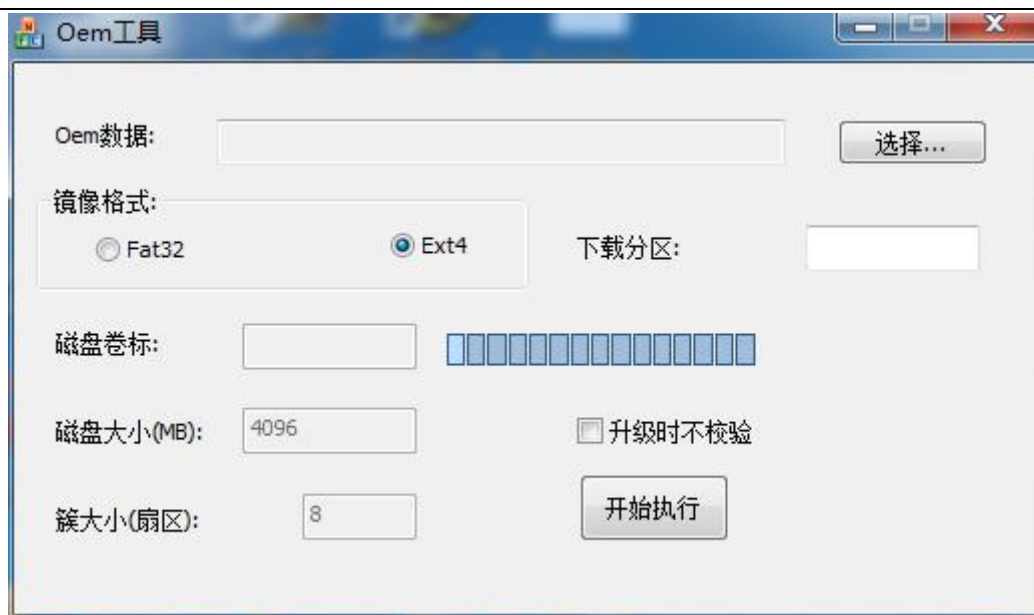 Oem工具
Oem数据:
选择...
镜像格式:
Fat32
Ext4
下载分区:
磁盘卷标:
磁盘大小(MB):
4096
升级时不校验
簇大小(扇区):
8
开始执行